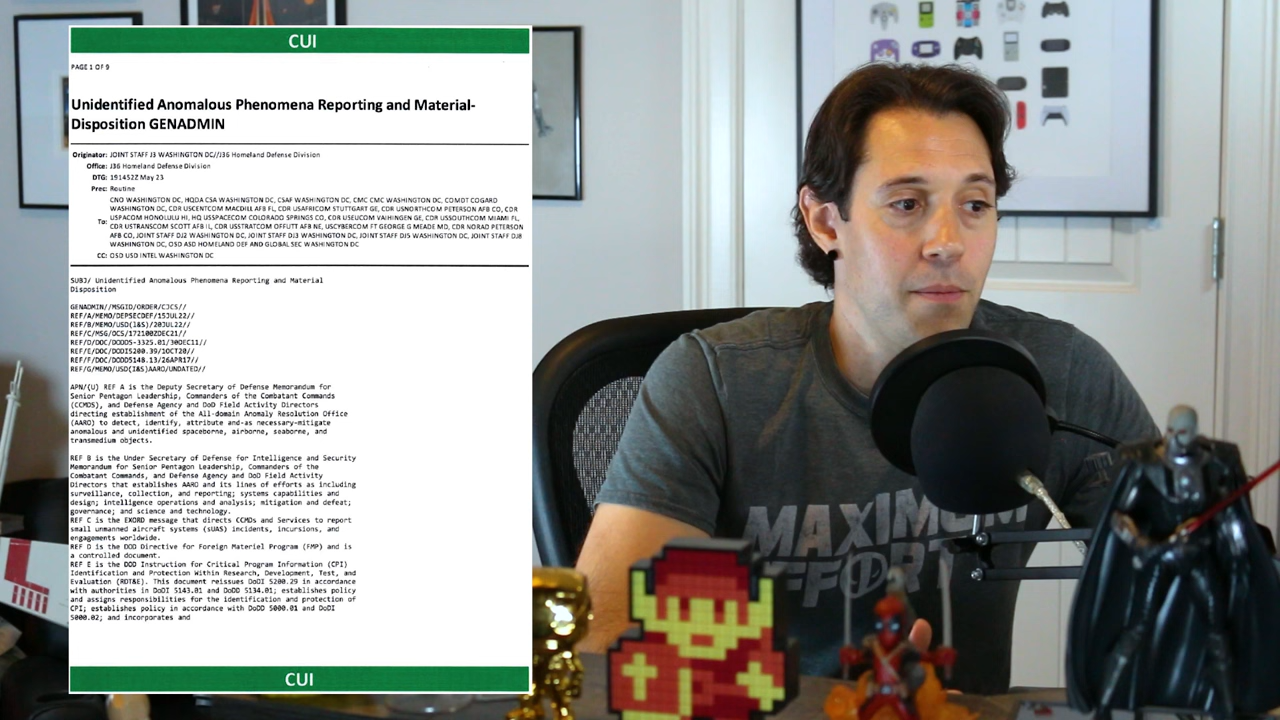 CUI
PAGE 1 OF 9
Unidentified Anomalous Phenomena Reporting and Material-
Disposition GENADMIN
Originator: JOINT STAFF J3 WASHINGTON DC//J36 Homeland Defense Division
Office: J36 Homeland Defense Division
DTG: 191452Z May 23
Prec: Routine
CNO WASHINGTON DC, HQDA CSA WASHINGTON DC, CSAF WASHINGTON DC, CMC CMC WASHINGTON DC, COMDT COGARD
WASHINGTON DC, CDR USCENTCOM MACDILL AFB FL, CDR USAFRICOM STUTTGART GE, CDR USNORTHCOM PETERSON AFB CO, CDR
To: USPACOM HONOLULU HI, HQ USSPACECOM COLORADO SPRINGS CO, CDR USEUCOM VAIHINGEN GE, CDR USSOUTHCOM MIAMI FL,
CDR USTRANSCOM SCOTT AFB IL, CDR USSTRATCOM OFFUTT AFB NE, USCYBERCOM FT GEORGE G MEADE MD, CDR NORAD PETERSON
AFB CO, JOINT STAFF DJ2 WASHINGTON DC, JOINT STAFF DJ3 WASHINGTON DC, JOINT STAFF DJ5 WASHINGTON DC, JOINT STAFF DJ8
WASHINGTON DC, OSD ASD HOMELAND DEF AND GLOBAL SEC WASHINGTON DC
CC: OSD USD INTEL WASHINGTON DC
SUBJ/ Unidentified Anomalous Phenomena Reporting and Material
Disposition
GENADMIN//MSGID/ORDER/CJCS//
REF/A/MEMO/DEPSECDEF/15JUL22//
REF/B/MEMO/USD(I&S)/20JUL22//
REF/C/MSG/DCS/172100ZDEC21//
REF/D/DOC/DODD5-3325.01/30DEC11//
REF/E/DOC/DODI5200.39/1OCT20//
REF/F/DOC/DODD5148.13/26APR17//
REF/G/MEMO/USD(I&S)AARO/UNDATED//
APN/(U) REF A is the Deputy Secretary of Defense Memorandum for
Senior Pentagon Leadership, Commanders of the Combatant Commands
(CCMDS), and Defense Agency and DoD Field Activity Directors
directing establishment of the All-domain Anomaly Resolution Office
(AARO) to detect, identify, attribute and-as necessary-mitigate
anomalous and unidentified spaceborne, airborne, seaborne, and
transmedium objects.
REF B is the Under Secretary of Defense for Intelligence and Security
Memorandum for Senior Pentagon Leadership, Commanders of the
Combatant Commands, and Defense Agency and DoD Field Activity
Directors that establishes AARO and its lines of efforts as including
surveillance, collection, and reporting; systems capabilities and
design; intelligence operations and analysis; mitigation and defeat;
governance; and science and technology.
REF C is the EXORD message that directs CCMDs and Services to report
small unmanned aircraft systems (sUAS) incidents, incursions, and
engagements worldwide.
REF D is the DOD Directive for Foreign Materiel Program (FMP) and is
a controlled document.
REF E is the DOD Instruction for Critical Program Information (CPI)
Identification and Protection Within Research, Development, Test, and
Evaluation (RDT&E). This document reissues DoDI 5200.29 in accordance
with authorities in DoDI 5143.01 and DoDD 5134.01; establishes policy
and assigns responsibilities for the identification and protection of
CPI; establishes policy in accordance with DoDD 5000.01 and DoDI
5000.02; and incorporates and
CUI
MAXIMUM
EFFORT